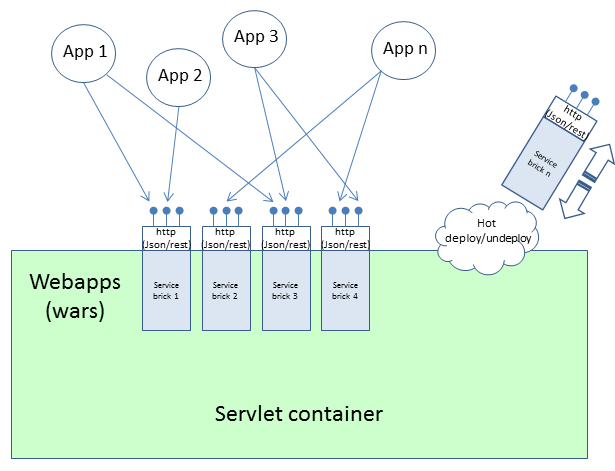 App 1
App 2
App 3
App n
http
(Json/rest)
Service
brick n
Hot
deploy/undeploy
http
(Json/rest)
http
(Json/rest)
http
(Json/rest)
http
(Json/rest)
Webapps
(wars)
Service
brick 1
Service
brick 2
Service
brick 3
Service
brick 4
Servlet container